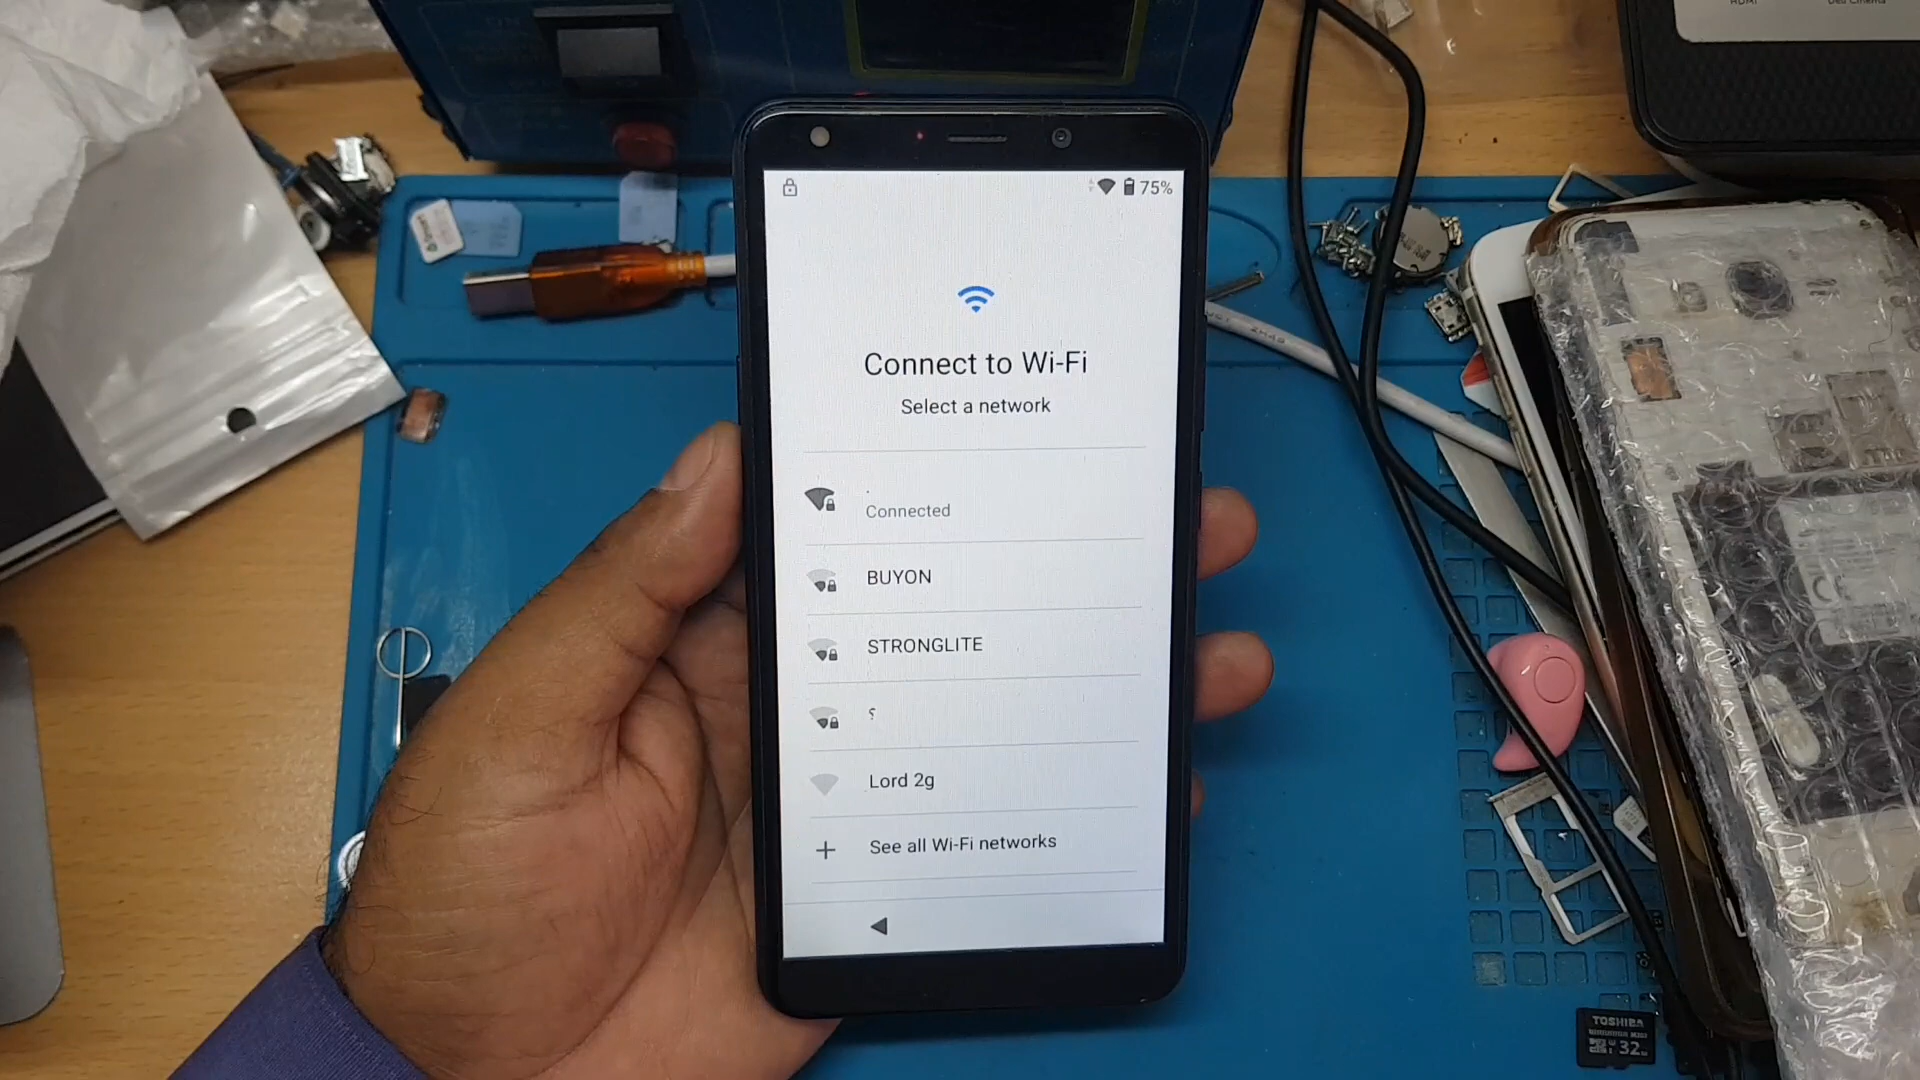 75%
Connect to Wi-Fi
Select a network
.
Connected
BUYON
STRONGLITE
Lord 2g
See all Wi-Fi networks
HDMI
TOSHIBA
32